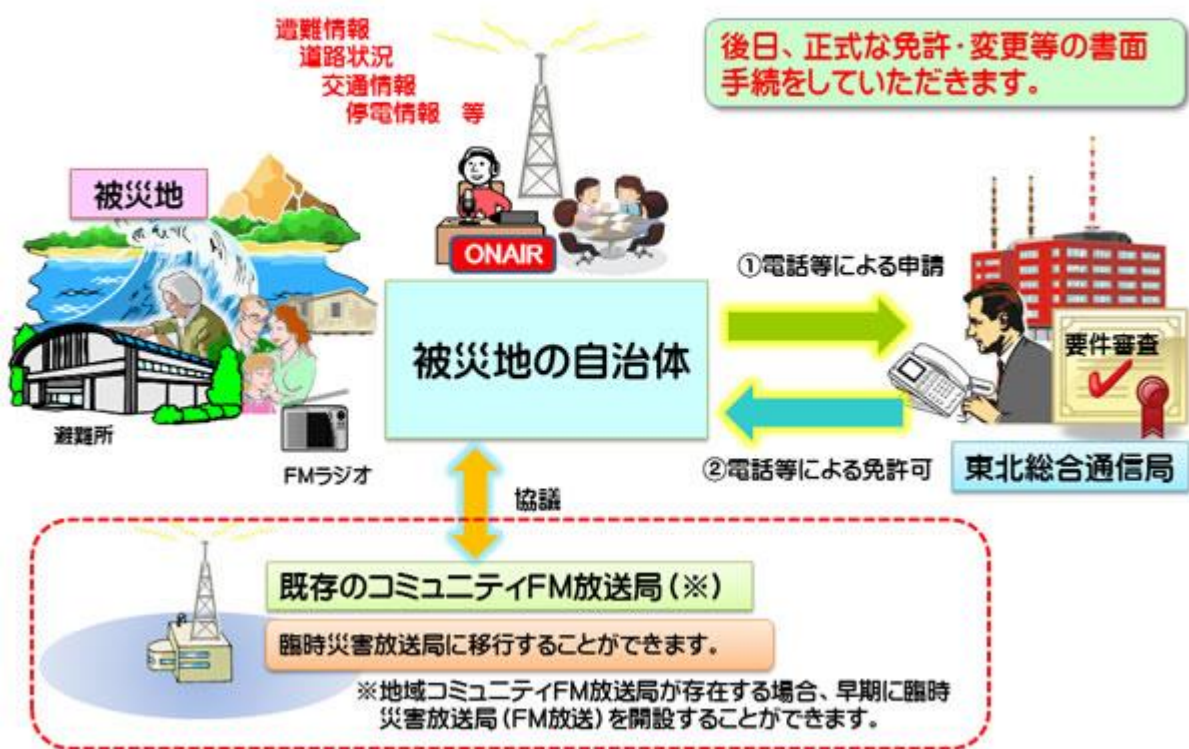 遭難情報
道路状況
交通情報
停電情報 等
後日、正式な免許・変更等の書面
手続をしていただきます。
被災地
ONAIR
①電話等による申請
要件審査
被災地の自治体
避難所
FMラジオ
②電話等による免許可
東北総合通信局
協議
既存のコミュニティFM放送局(※)
臨時災害放送局に移行することができます。
※地域コミュニティFM放送局が存在する場合、早期に臨時
災害放送局(FM放送)を開設することができます。